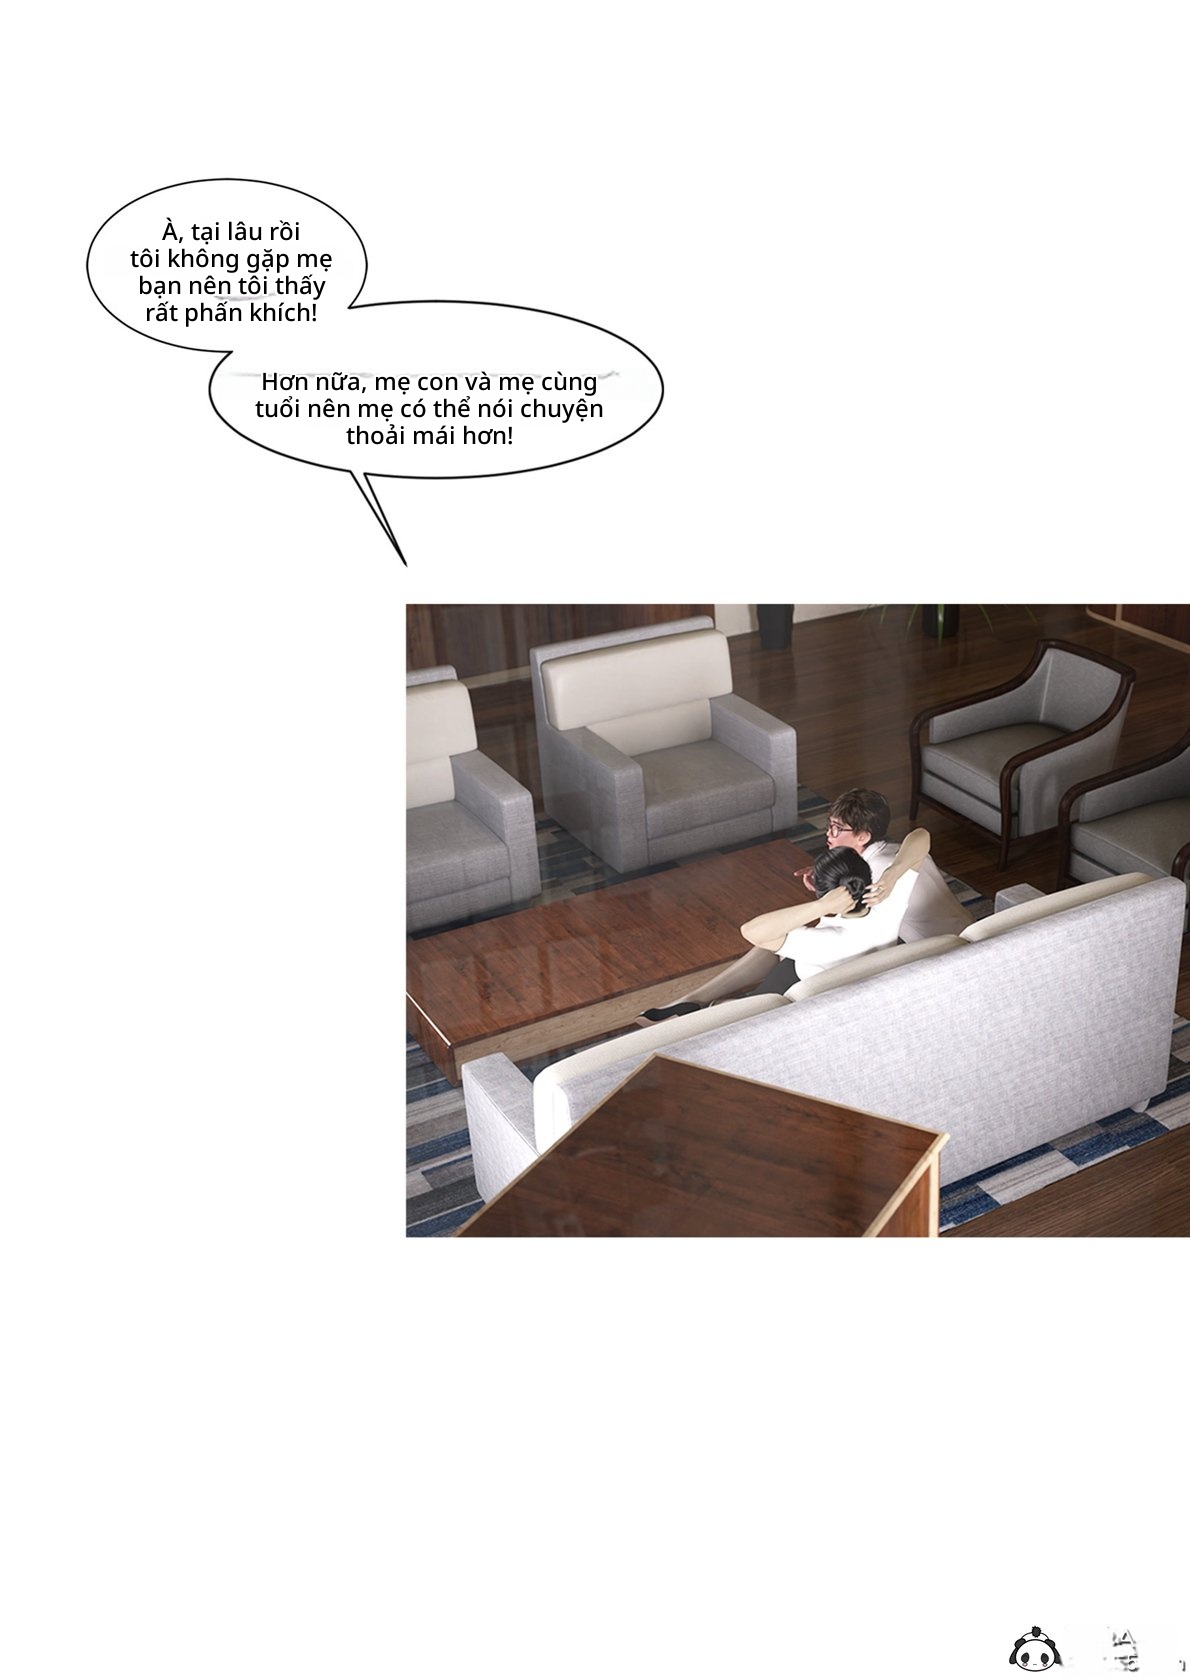 À, tại lâu rồi
tôi không gặp mẹ
bạn nên tôi thấy
rất phấn khích!
Hơn nữa, mẹ con và mẹ cùng
tuổi nên mẹ có thể nói chuyện
thoải mái hơn!